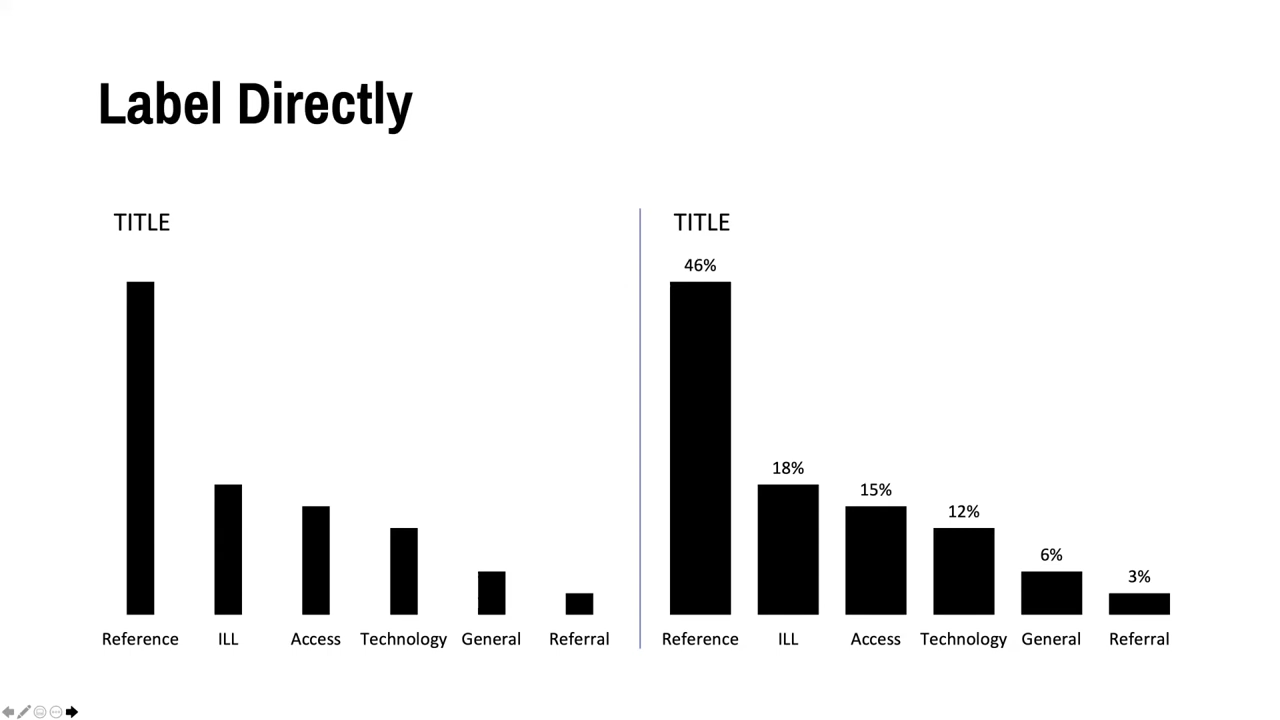 Label Directly
TITLE
Reference ILL Access Technology General Referral
TITLE
46%
18%
15%
12%
6%
3%
Reference ILL Access Technology General Referral